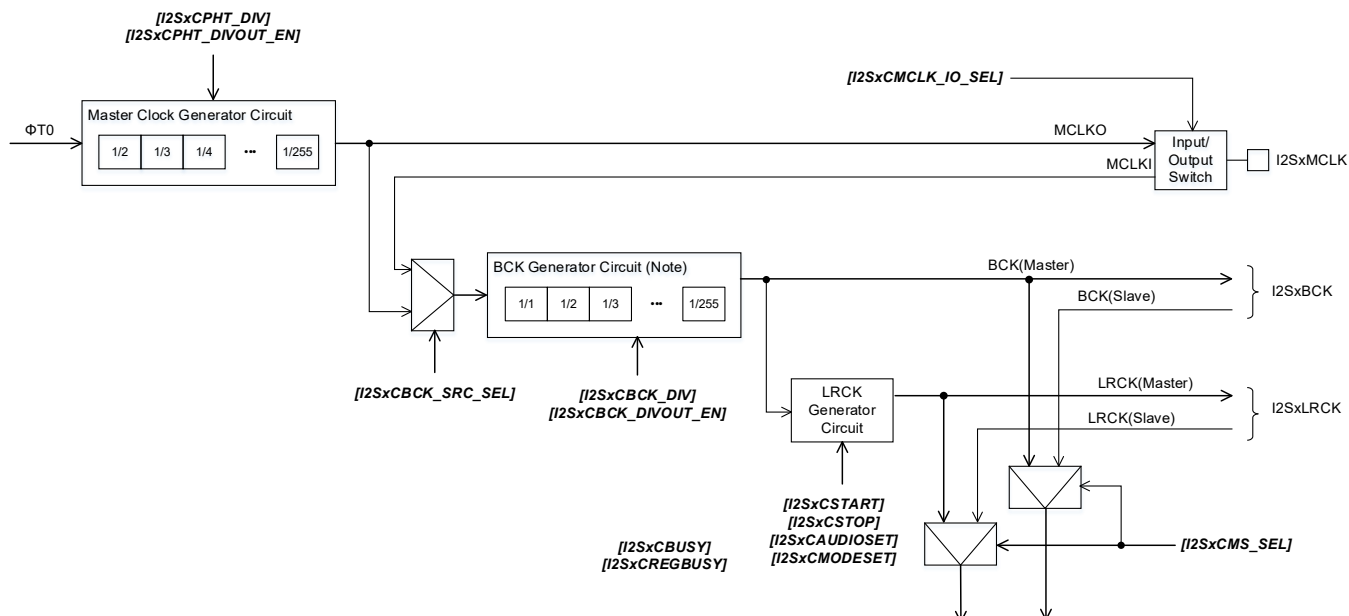 [I2SxCPHT_DIV]
[I2SxCPHT_DIVOUT_EN]
[I2SxCMCLK_IO_SEL]
ΦT0
Master Clock Generator Circuit
1/2 1/3 1/4 ••• 1/255
MCLKO
MCLKI
Input/
Output
Switch
I2SxMCLK
BCK Generator Circuit (Note)
1/1 1/2 1/3 ••• 1/255
BCK(Master)
BCK(Slave)
I2SxBCK
[I2SxCBCK_SRC_SEL]
[I2SxCBCK_DIV]
[I2SxCBCK_DIVOUT_EN]
LRCK
Generator
Circuit
LRCK(Master)
LRCK(Slave)
I2SxLRCK
[I2SxCSTART]
[I2SxCSTOP]
[I2SxCAUDIOSET]
[I2SxCMODESET]
[I2SxCBUSY]
[I2SxCREGBUSY]
[I2SxCMS_SEL]